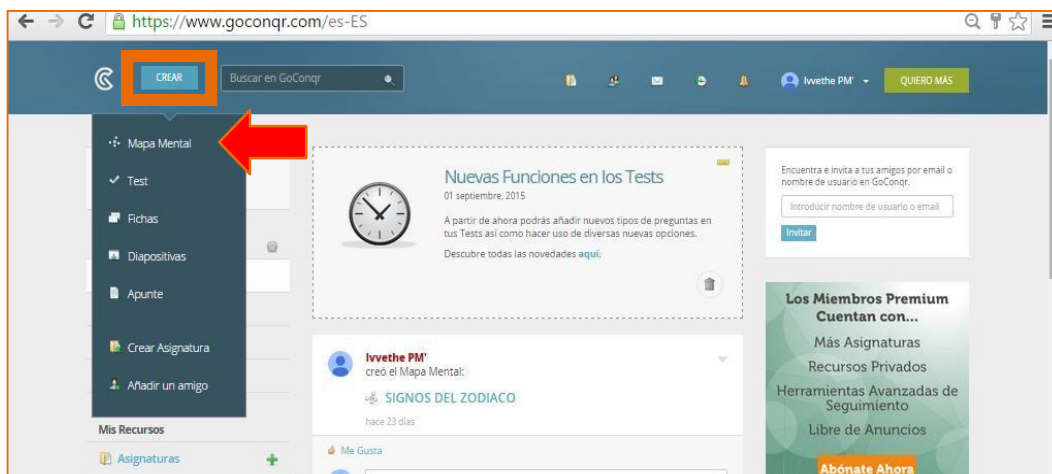 https://www.goconqr.com/es-ES
CREAR
Buscar en GoConqr
Ivvethe PM'
QUIERO MÁS
Mapa Mental
Test
Fichas
Diapositivas
Apunte
Crear Asignatura
Añadir un amigo
Mis Recursos
Asignaturas
Nuevas Funciones en los Tests
01 septiembre, 2015
A partir de ahora podrás añadir nuevos tipos de preguntas en
tus Tests así como hacer uso de diversas nuevas opciones.
Descubre todas las novedades aquí.
Ivvethe PM'
creó el Mapa Mental:
SIGNOS DEL ZODIACO
hace 23 días
Me Gusta
Encuentra e invita a tus amigos por email o
nombre de usuario en GoConqr.
Introducir nombre de usuario o email
Invitar
Los Miembros Premium
Cuentan con...
Más Asignaturas
Recursos Privados
Herramientas Avanzadas de
Seguimiento
Libre de Anuncios
Abónate Ahora